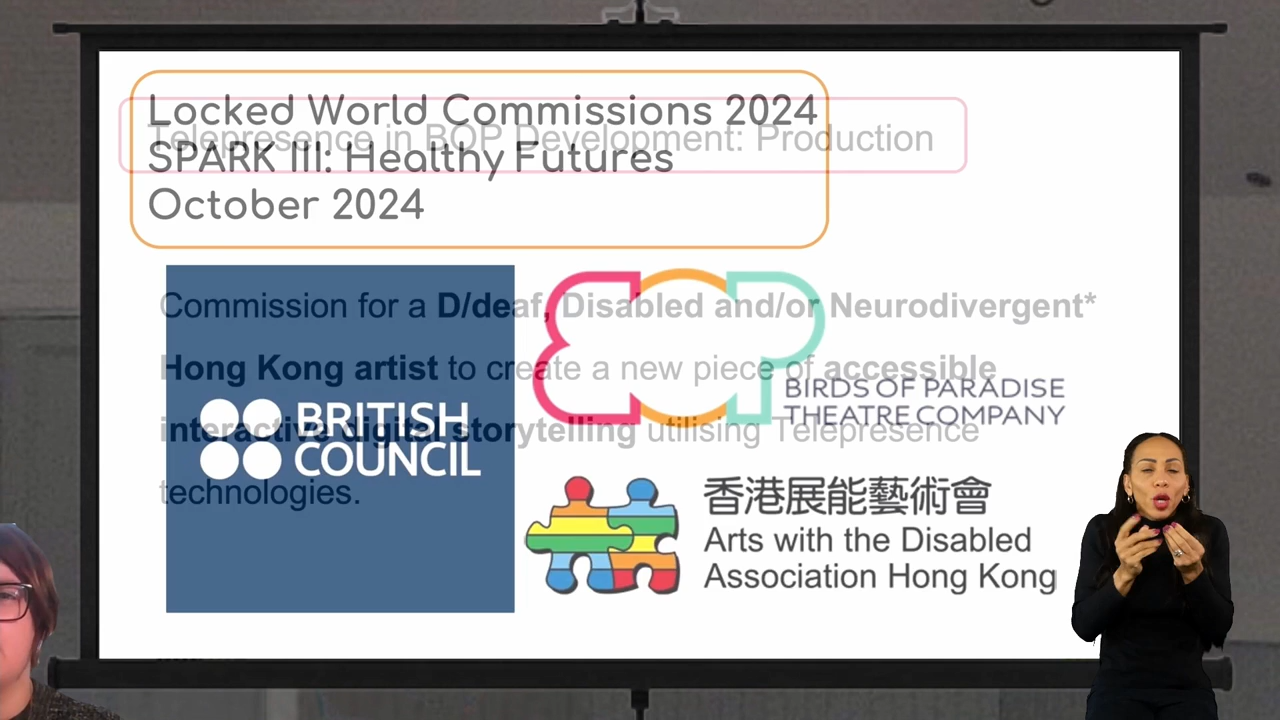 Locked World Commissions 2024
Telepresence in BOP Development: Production
SPARK III: Healthy Futures
October 2024
Commission for a D/deaf, Disabled and/or Neurodivergent*
Hong Kong artist to create a new piece of accessible
interactive digital storytelling utilising Telepresence
technologies.
BRITISH
COUNCIL
BOP
BIRDS OF PARADISE
THEATRE COMPANY
香港展能藝術會
Arts with the Disabled
Association Hong Kong